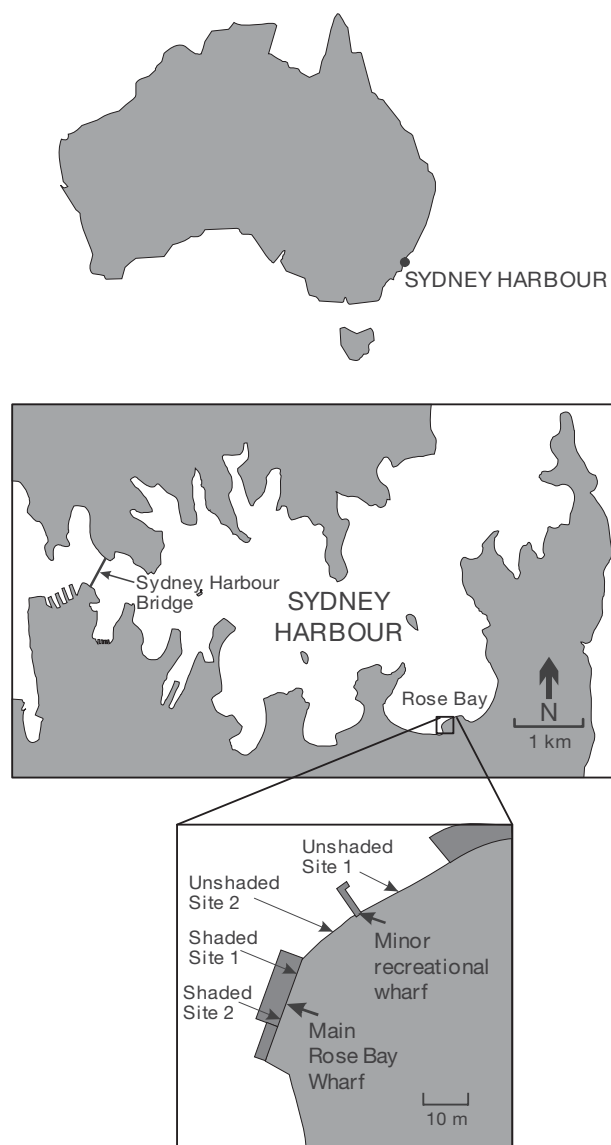 SYDNEY HARBOUR
Sydney Harbour
Bridge
SYDNEY
HARBOUR
Rose Bay
N
1 km
Unshaded
Site 1
Unshaded
Site 2
Shaded
Site 1
Minor
recreational
wharf
Shaded
Site 2
Main
Rose Bay
Wharf
10 m